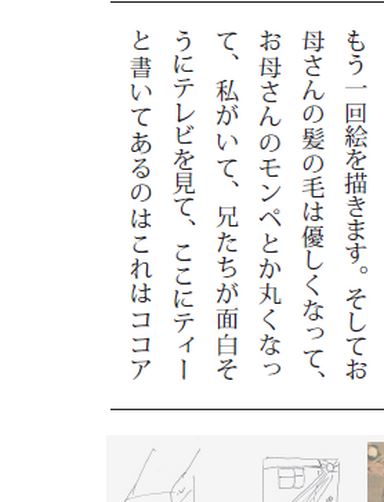 もう一回絵を描きます。そしてお
母さんの髪の毛は優しくなって、
お母さんのモンペとか丸くなっ
て、私がいて、兄たちが面白そ
うにテレビを見て、ここにティー
と書いてあるのはこれはココア